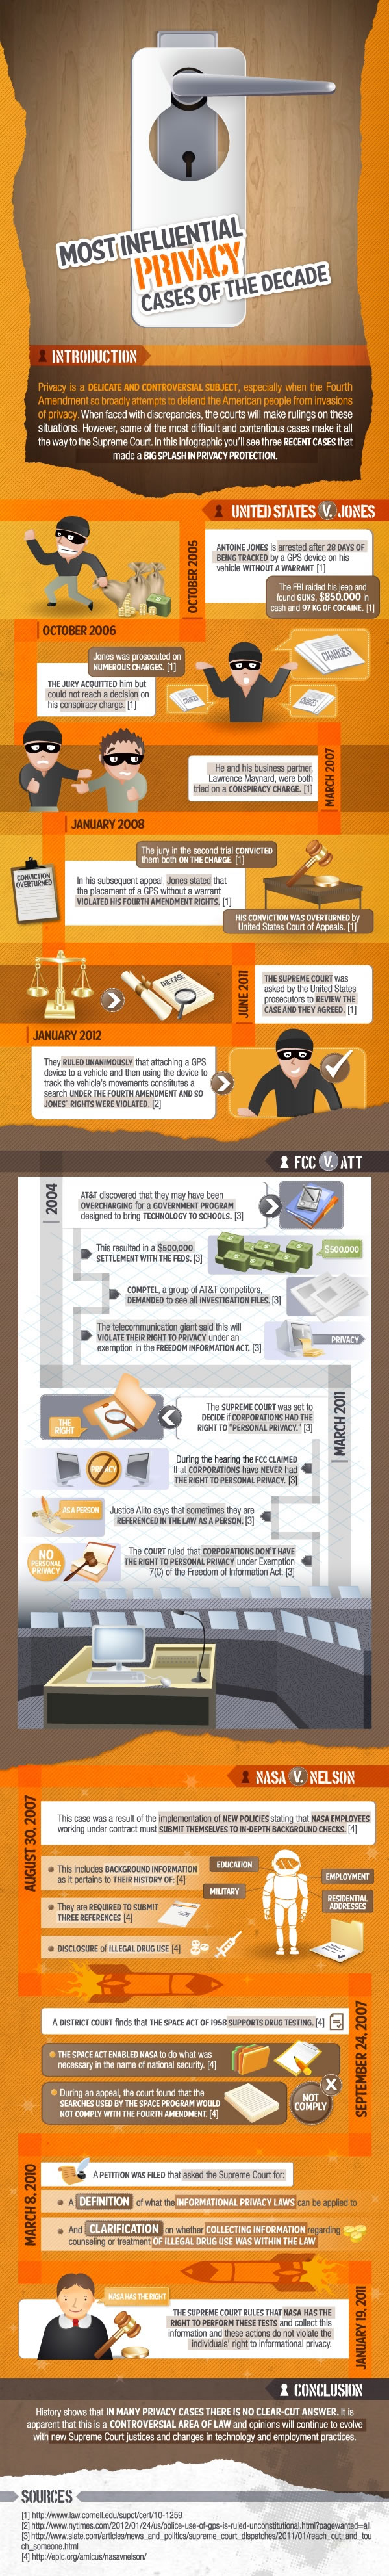 MOST INFLUENTIAL
PRIVACY
CASES OF THE DECADE
INTRODUCTION
Privacy is a DELICATE AND CONTROVERSIAL SUBJECT, especially when the Fourth
Amendment so broadly attempts to defend the American people from invasions
of privacy. When faced with discrepancies, the courts will make rulings on these
situations. However, some of the most difficult and contentious cases make it all
the way to the Supreme Court. In this infographic you'll see three RECENT CASES that
made a BIG SPLASH IN PRIVACY PROTECTION.
UNITED STATES V. JONES
OCTOBER 2005
ANTOINE JONES is arrested after 28 DAYS OF
BEING TRACKED by a GPS device on his
vehicle WITHOUT A WARRANT [1]
The FBI raided his jeep and
found GUNS, $850,000 in
cash and 97 KG OF COCAINE. [1]
OCTOBER 2006
Jones was prosecuted on
NUMEROUS CHARGES. [1]
THE JURY ACQUITTED him but
could not reach a decision on
his conspiracy charge. [1]
CHARGES
CHARGES
CHARGES
MARCH 2007
He and his business partner,
Lawrence Maynard, were both
tried on a CONSPIRACY CHARGE. [1]
JANUARY 2008
The jury in the second trial CONVICTED
them both ON THE CHARGE. [1]
CONVICTION
OVERTURNED
In his subsequent appeal, Jones stated that
the placement of a GPS without a warrant
VIOLATED HIS FOURTH AMENDMENT RIGHTS. [1]
HIS CONVICTION WAS OVERTURNED by
United States Court of Appeals. [1]
THE CASE
JUNE 2011
THE SUPREME COURT was
asked by the United States
prosecutors to REVIEW THE
CASE AND THEY AGREED. [1]
JANUARY 2012
They RULED UNANIMOUSLY that attaching a GPS
device to a vehicle and then using the device to
track the vehicle's movements constitutes a
search UNDER THE FOURTH AMENDMENT AND SO
JONES' RIGHTS WERE VIOLATED. [2]
FCC V. ATT
2004
AT&T discovered that they may have been
OVERCHARGING for a GOVERNMENT PROGRAM
designed to bring TECHNOLOGY TO SCHOOLS. [3]
This resulted in a $500,000
SETTLEMENT WITH THE FEDS. [3]
$500,000
COMPTEL, a group of AT&T competitors,
DEMANDED to see all INVESTIGATION FILES. [3]
The telecommunication giant said this will
VIOLATE THEIR RIGHT TO PRIVACY under an
exemption in the FREEDOM INFORMATION ACT. [3]
PRIVACY
MARCH 2011
THE
RIGHT
The SUPREME COURT was set to
DECIDE if CORPORATIONS HAD THE
RIGHT TO "PERSONAL PRIVACY." [3]
PRIVACY
During the hearing the FCC CLAIMED
that CORPORATIONS have NEVER had
THE RIGHT TO PERSONAL PRIVACY. [3]
AS A PERSON
Justice Alito says that sometimes they are
REFERENCED IN THE LAW AS A PERSON. [3]
NO
PERSONAL
PRIVACY
The COURT ruled that CORPORATIONS DON'T HAVE
THE RIGHT TO PERSONAL PRIVACY under Exemption
7(C) of the Freedom of Information Act. [3]
NASA V. NELSON
AUGUST 30, 2007
This case was a result of the implementation of NEW POLICIES stating that NASA EMPLOYEES
working under contract must SUBMIT THEMSELVES TO IN-DEPTH BACKGROUND CHECKS. [4]
This includes BACKGROUND INFORMATION
as it pertains to THEIR HISTORY OF: [4]
EDUCATION
EMPLOYMENT
MILITARY
RESIDENTIAL
ADDRESSES
They are REQUIRED TO SUBMIT
THREE REFERENCES [4]
DISCLOSURE of ILLEGAL DRUG USE [4]
SEPTEMBER 24, 2007
A DISTRICT COURT finds that THE SPACE ACT OF 1958 SUPPORTS DRUG TESTING. [4]
THE SPACE ACT ENABLED NASA to do what was
necessary in the name of national security. [4]
During an appeal, the court found that the
SEARCHES USED BY THE SPACE PROGRAM WOULD
NOT COMPLY WITH THE FOURTH AMENDMENT. [4]
NOT
COMPLY
X
MARCH 8, 2010
A PETITION WAS FILED that asked the Supreme Court for:
A DEFINITION of what the INFORMATIONAL PRIVACY LAWS can be applied to
And CLARIFICATION on whether COLLECTING INFORMATION regarding
counseling or treatment OF ILLEGAL DRUG USE WAS WITHIN THE LAW
JANUARY 19, 2011
NASA HAS THE RIGHT
THE SUPREME COURT RULES THAT NASA HAS THE
RIGHT TO PERFORM THESE TESTS and collect this
information and these actions do not violate the
individuals' right to informational privacy.
CONCLUSION
History shows that IN MANY PRIVACY CASES THERE IS NO CLEAR-CUT ANSWER. It is
apparent that this is a CONTROVERSIAL AREA OF LAW and opinions will continue to evolve
with new Supreme Court justices and changes in technology and employment practices.
SOURCES
[1] http://www.law.cornell.edu/supct/cert/10-1259
[2] http://www.nytimes.com/2012/01/24/us/police-use-of-gps-is-ruled-unconstitutional.html?pagewanted=all
[3] http://www.slate.com/articles/news_and_politics/supreme_court_dispatches/2011/01/reach_out_and_tou
ch_someone.html
[4] http://epic.org/amicus/nasavnelson/